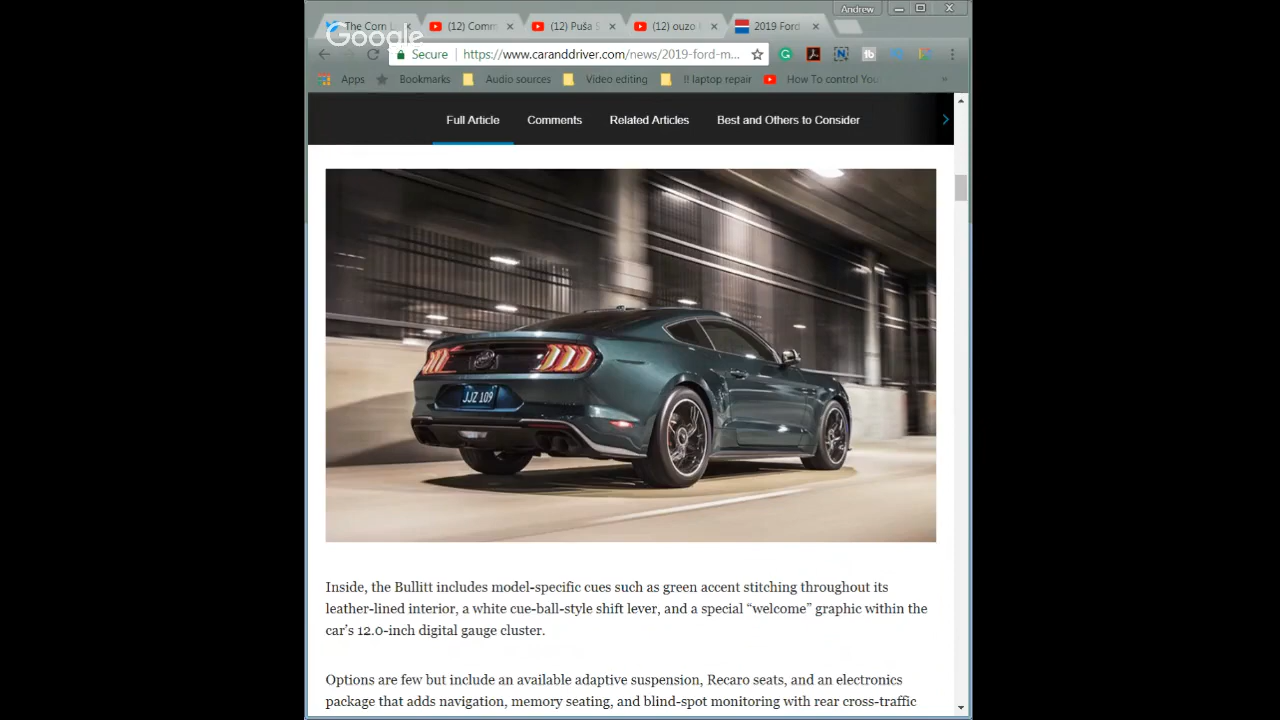 Andrew
The Corn L
(12) Comm
(12) Puša S
(12) ouzo
2019 Ford
Google
Secure
https://www.caranddriver.com/news/2019-ford-m...
Apps
Bookmarks
Audio sources
Video editing
!! laptop repair
How To control You
»
Full Article
Comments
Related Articles
Best and Others to Consider
JJZ 109
Inside, the Bullitt includes model-specific cues such as green accent stitching throughout its
leather-lined interior, a white cue-ball-style shift lever, and a special “welcome” graphic within the
car’s 12.0-inch digital gauge cluster.
Options are few but include an available adaptive suspension, Recaro seats, and an electronics
package that adds navigation, memory seating, and blind-spot monitoring with rear cross-traffic